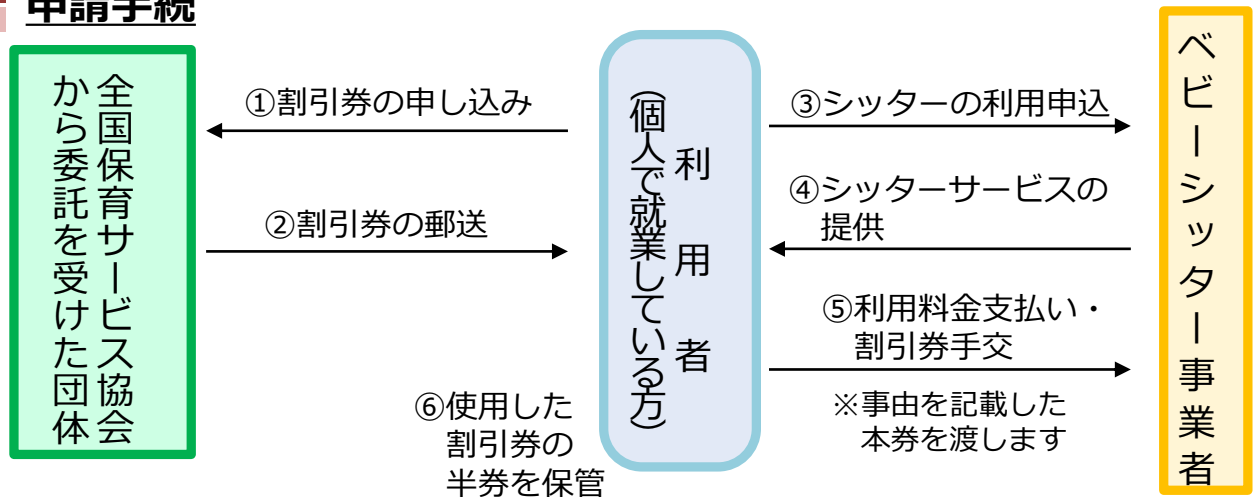 申請手続
全国保育サービス協会
から委託を受けた団体
①割引券の申し込み
②割引券の郵送
利用者
(個人で就業している方)
③シッターの利用申込
④シッターサービスの
提供
⑤利用料金支払い・
割引券手交
※事由を記載した
本券を渡します
⑥使用した
割引券の
半券を保管
ベビーシッター事業者